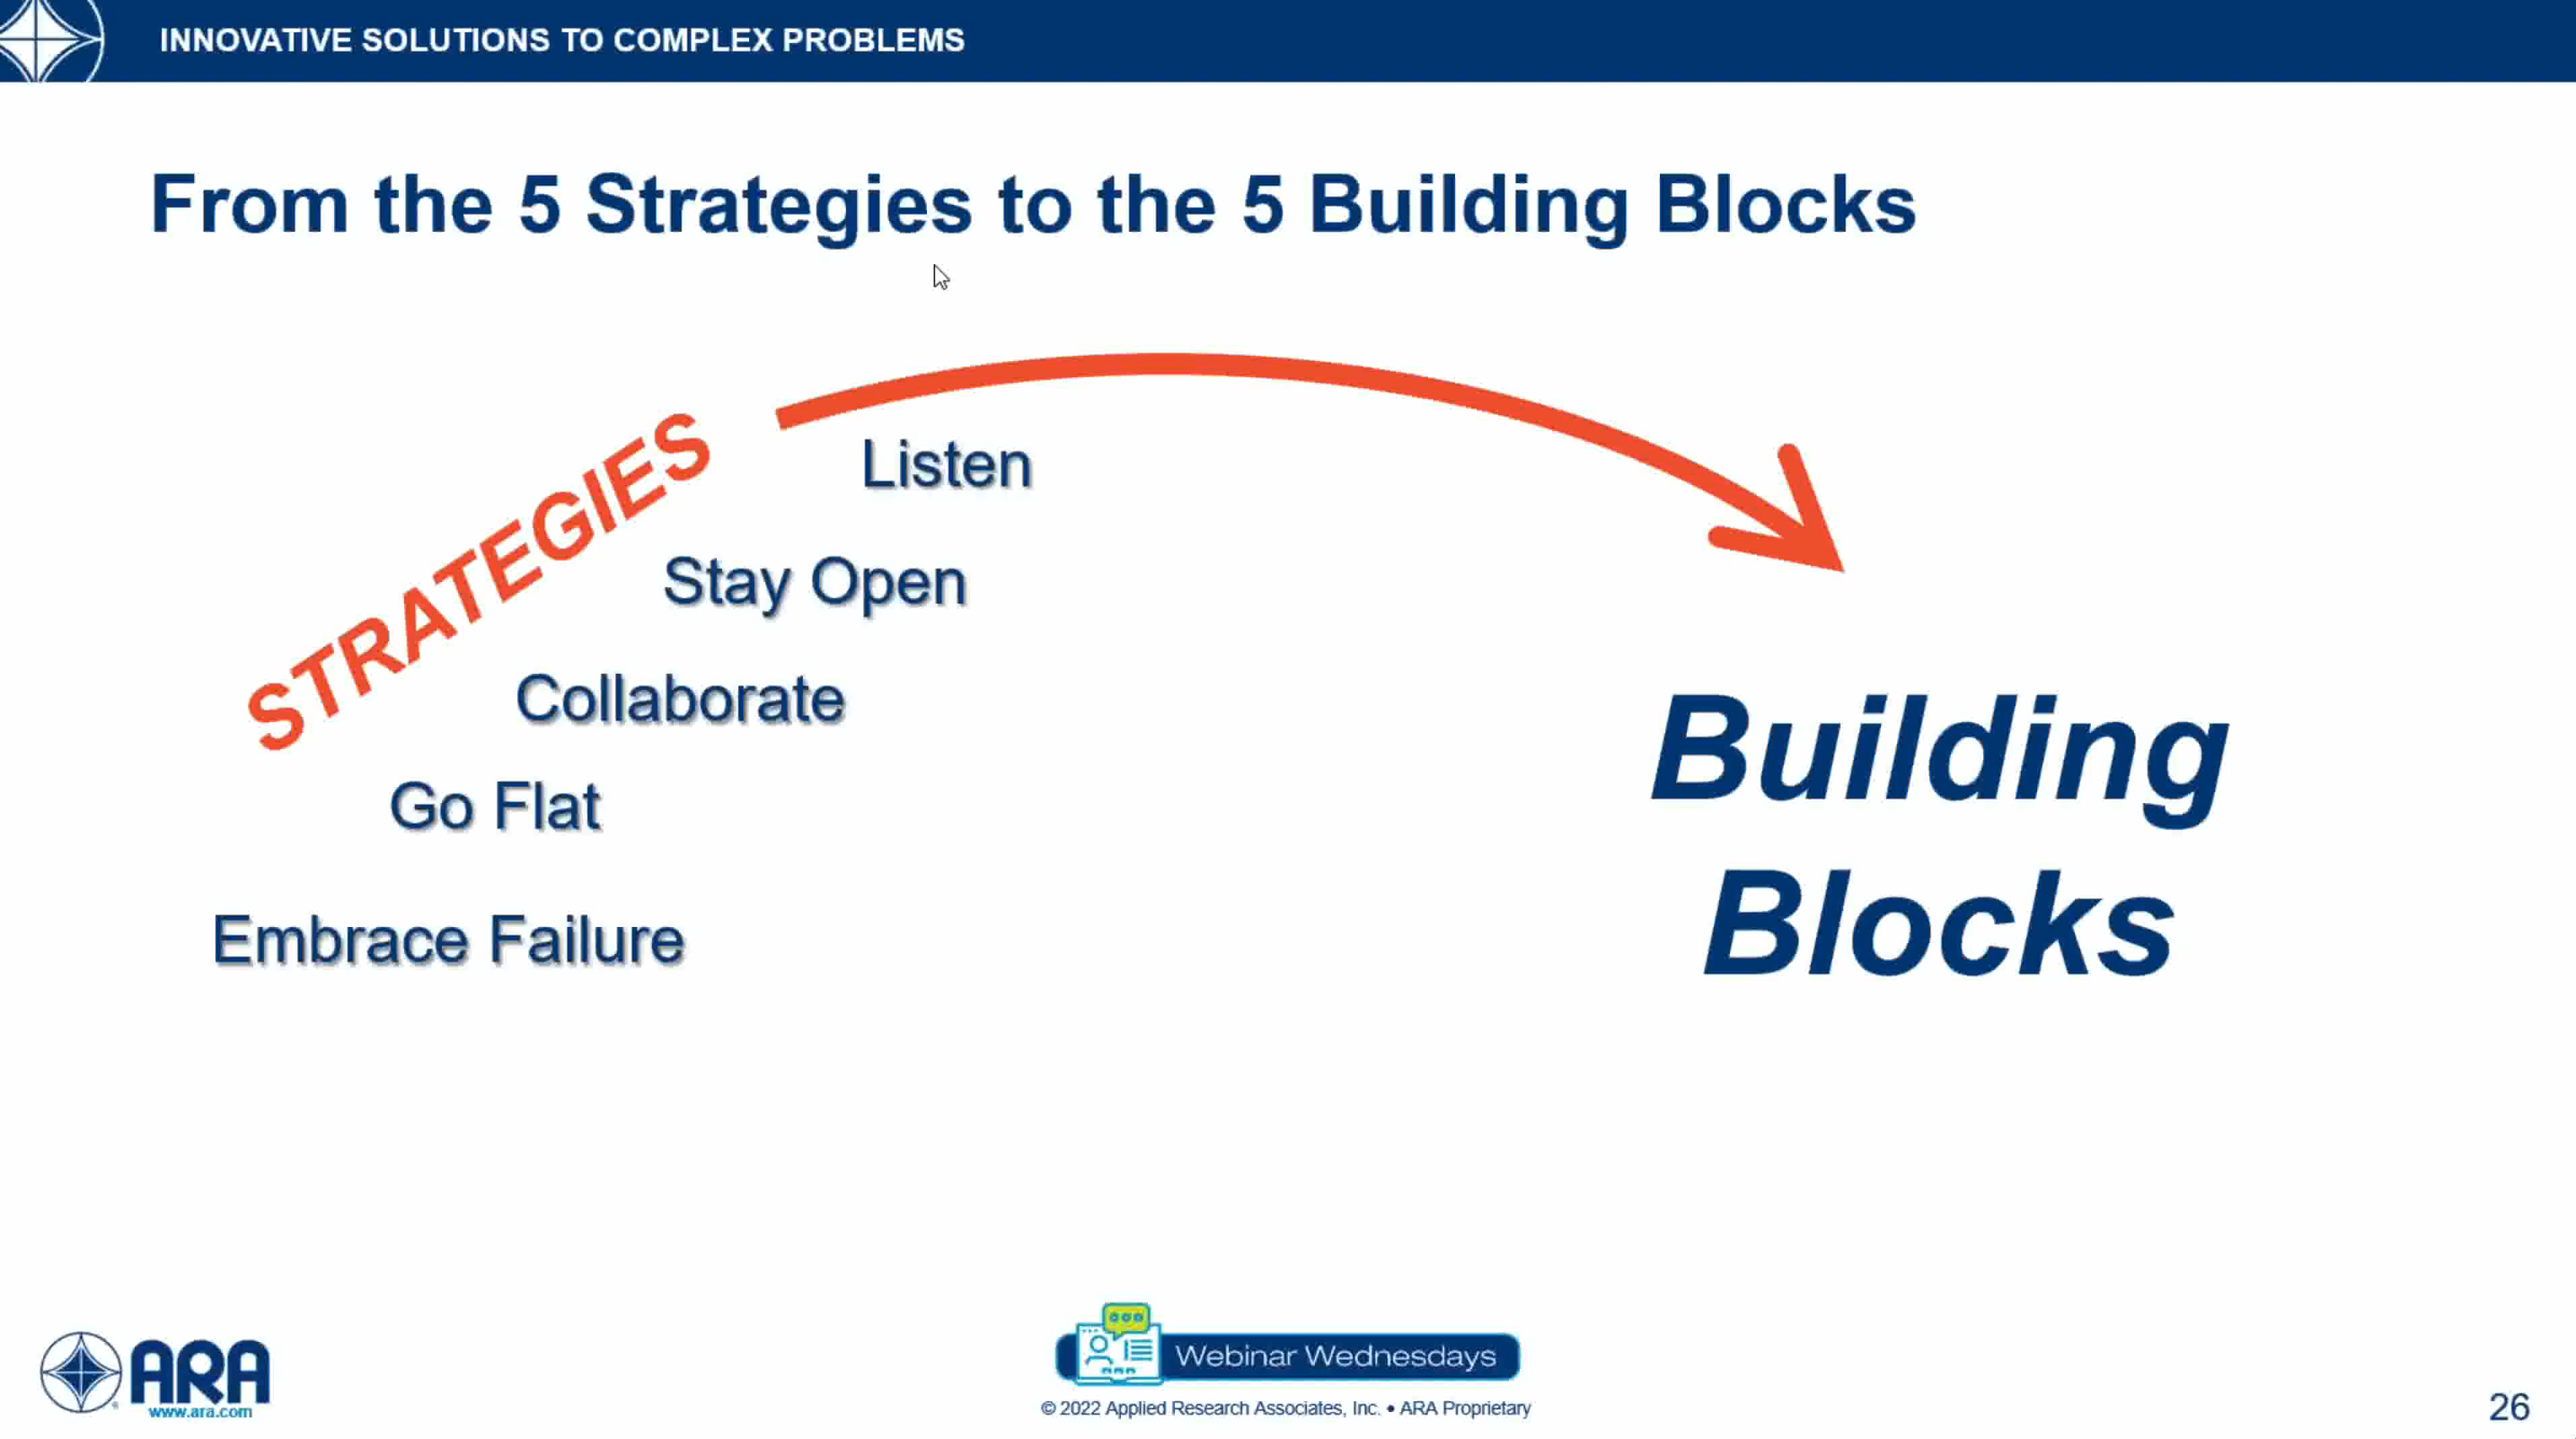 INNOVATIVE SOLUTIONS TO COMPLEX PROBLEMS
From the 5 Strategies to the 5 Building Blocks
STRATEGIES
Listen
Stay Open
Collaborate
Go Flat
Embrace Failure
Building
Blocks
ARA
www.ara.com
Webinar Wednesdays
© 2022 Applied Research Associates, Inc. • ARA Proprietary
26